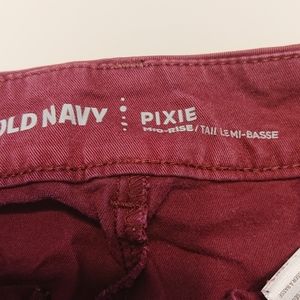 OLD NAVY
PIXIE
MID-RISE / TAILLE MI-BASSE